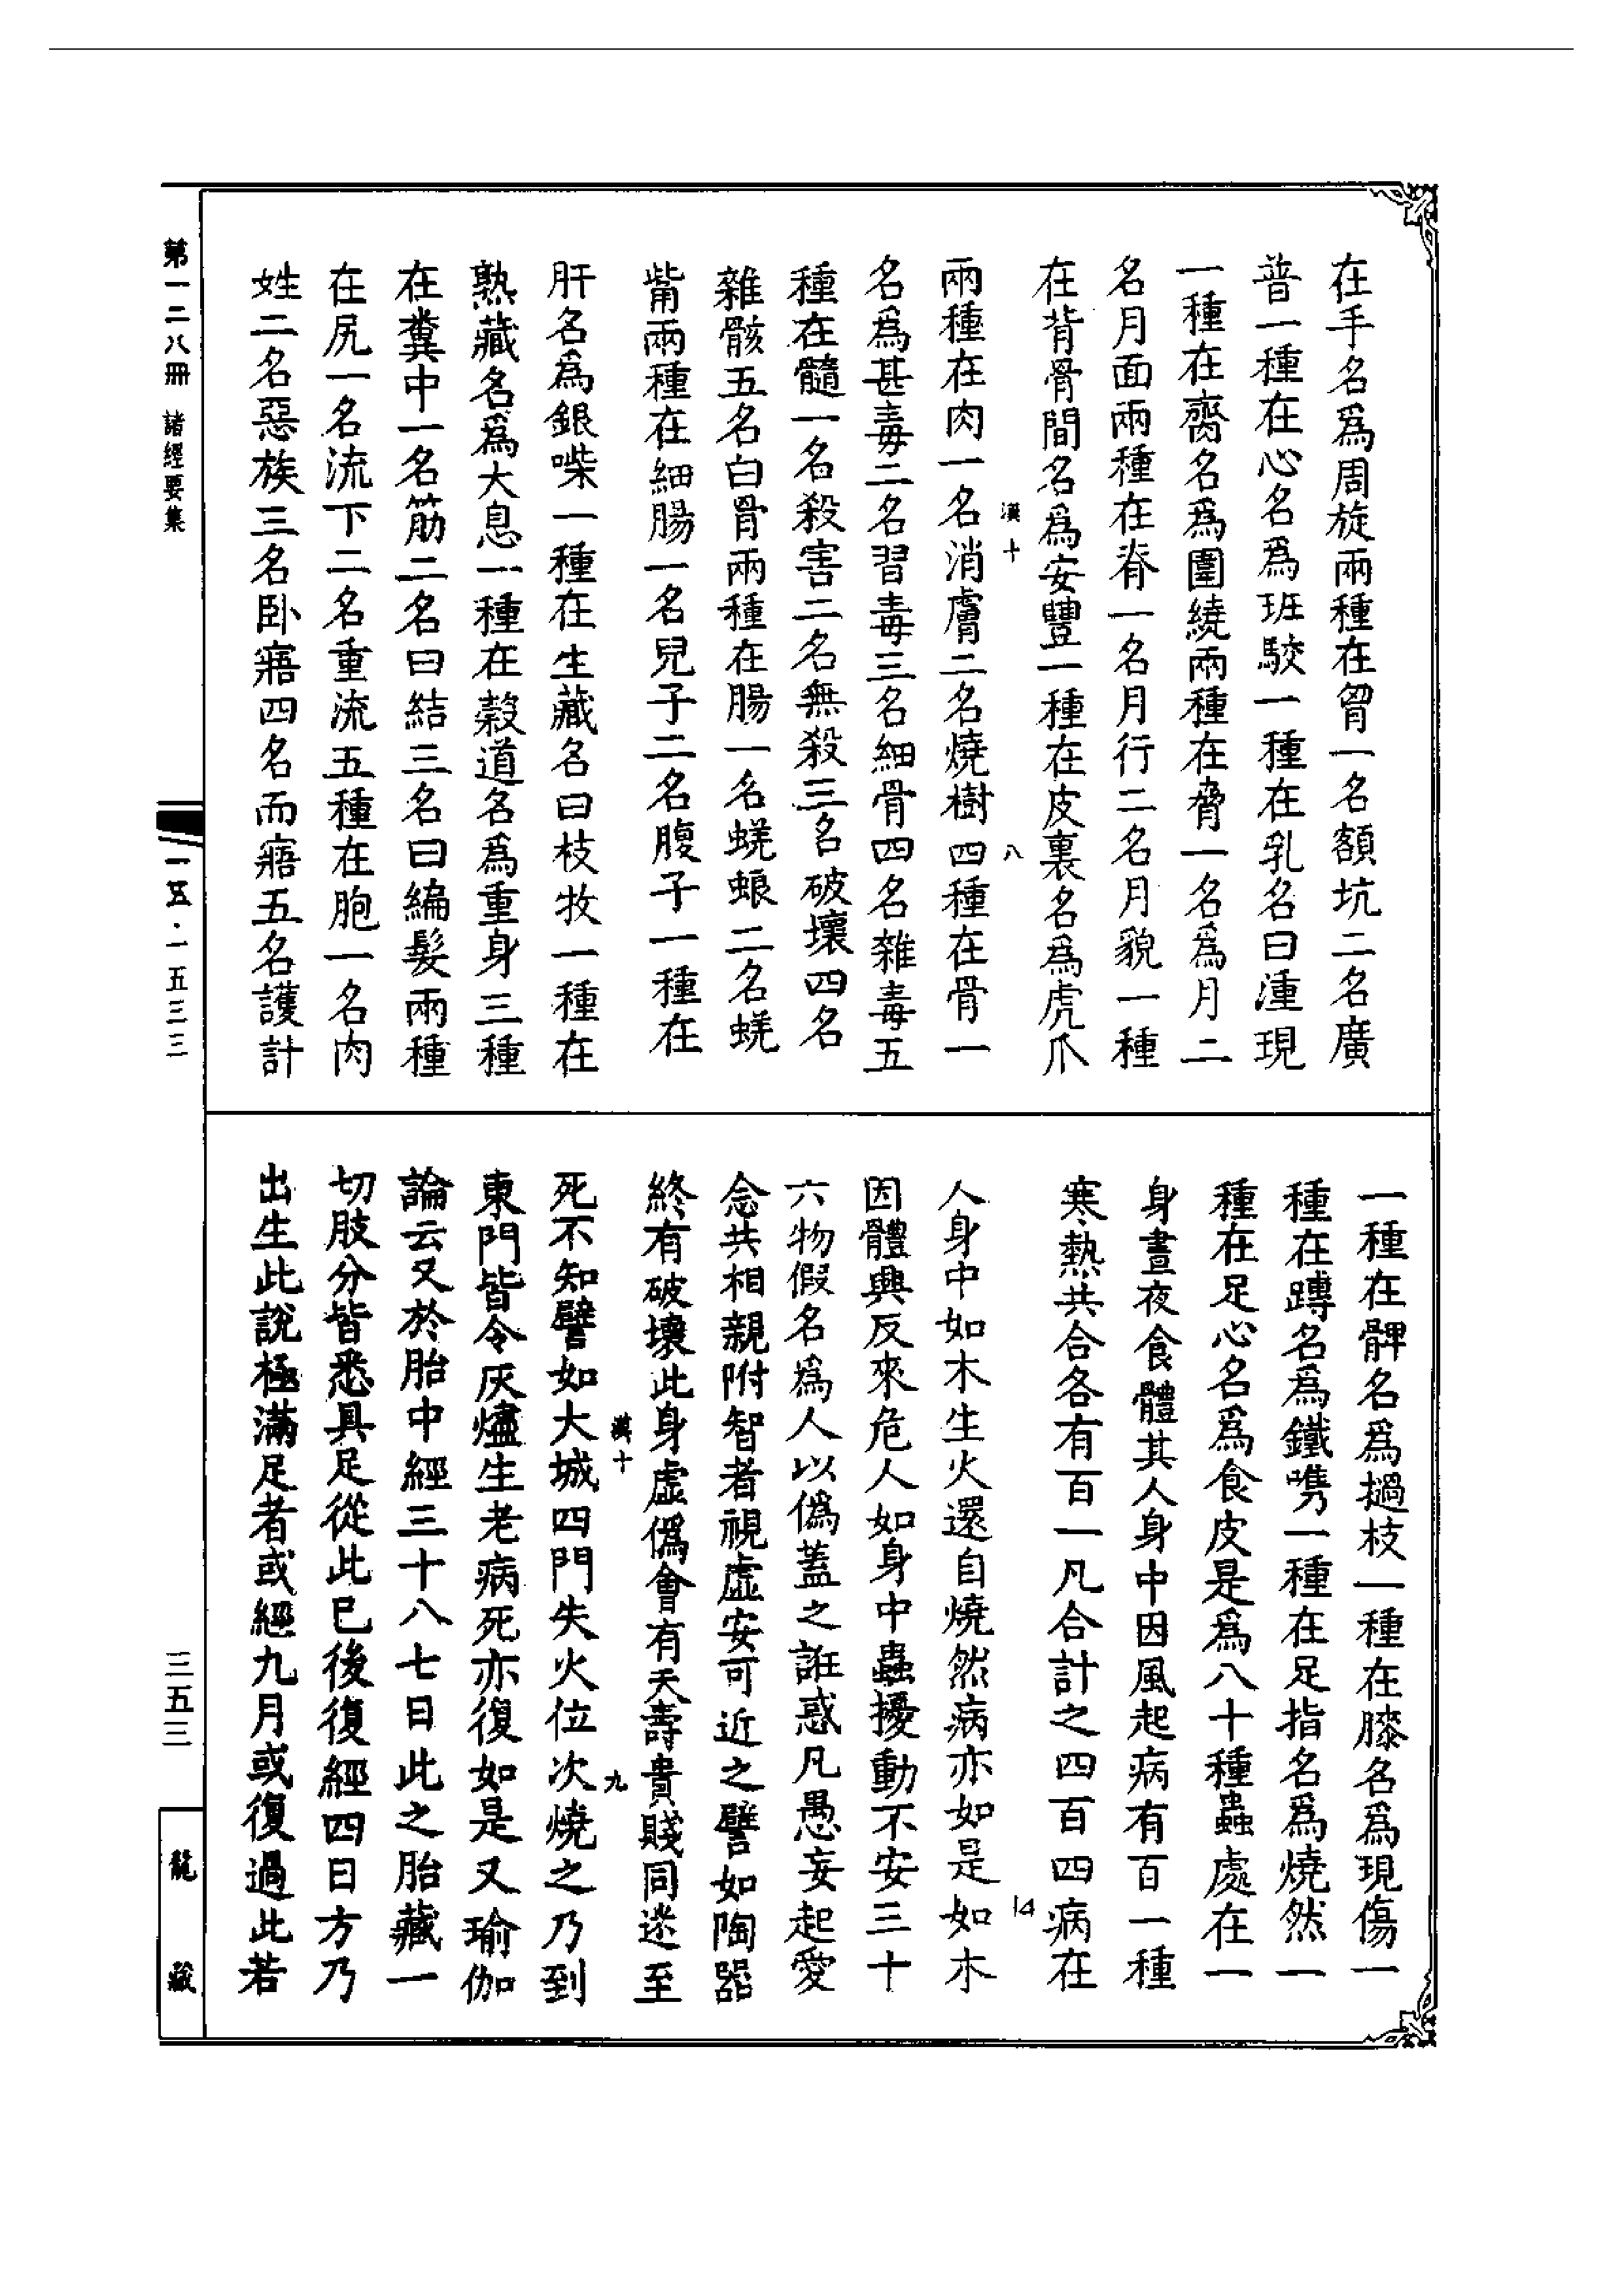 在手名爲周旋兩種在胷一名額坑二名廣
普一種在心名爲班駮一種在乳名曰湩現
一種在齊名爲圍繞兩種在脅一名爲月二
名月面兩種在脊一名月行二名月貌一種
在背骨間名爲安豐一種在皮裏名爲虎爪
漢十 八
兩種在肉一名消膚二名燒樹四種在骨一
名爲甚毒二名習毒三名細骨四名雜毒五
種在髓一名殺害二名無殺三名破壞四名
雜骸五名白骨兩種在腸一名蜣蜋二名蜣
觜兩種在細腸一名兒子二名腹子一種在
肝名爲銀喍一種在生藏名曰枝牧一種在
熟藏名爲大息一種在穀道名爲重身三種
在糞中一名筋二名曰結三名曰編髮兩種
在尻一名流下二名重流五種在胞一名肉
姓二名惡族三名卧寤四名而寤五名護計
一種在髀名爲撾枝一種在膝名爲現傷一
種在䏝名爲鐵㗾一種在足指名爲燒然一
種在足心名爲食皮是爲八十種蟲處在一
身晝夜食體其人身中因風起病有百一種
寒熱共合各有百一凡合計之四百四病在
14
人身中如木生火還自燒然病亦如是如木
因體興反來危人如身中蟲擾動不安三十
六物假名爲人以僞蓋之誑惑凡愚妄起愛
念共相親附智者視虛安可近之譬如陶器
終有破壞此身虛僞會有夭壽貴賤同迷至
漢十 九
死不知譬如大城四門失火位次燒之乃到
東門皆令灰燼生老病死亦復如是又瑜伽
論云又於胎中經三十八七日此之胎藏一
切肢分皆悉具足從此已後復經四日方乃
出生此說極滿足者或經九月或復過此若
第一二八冊 諸經要集
一五·一五三三
三五三
龍藏